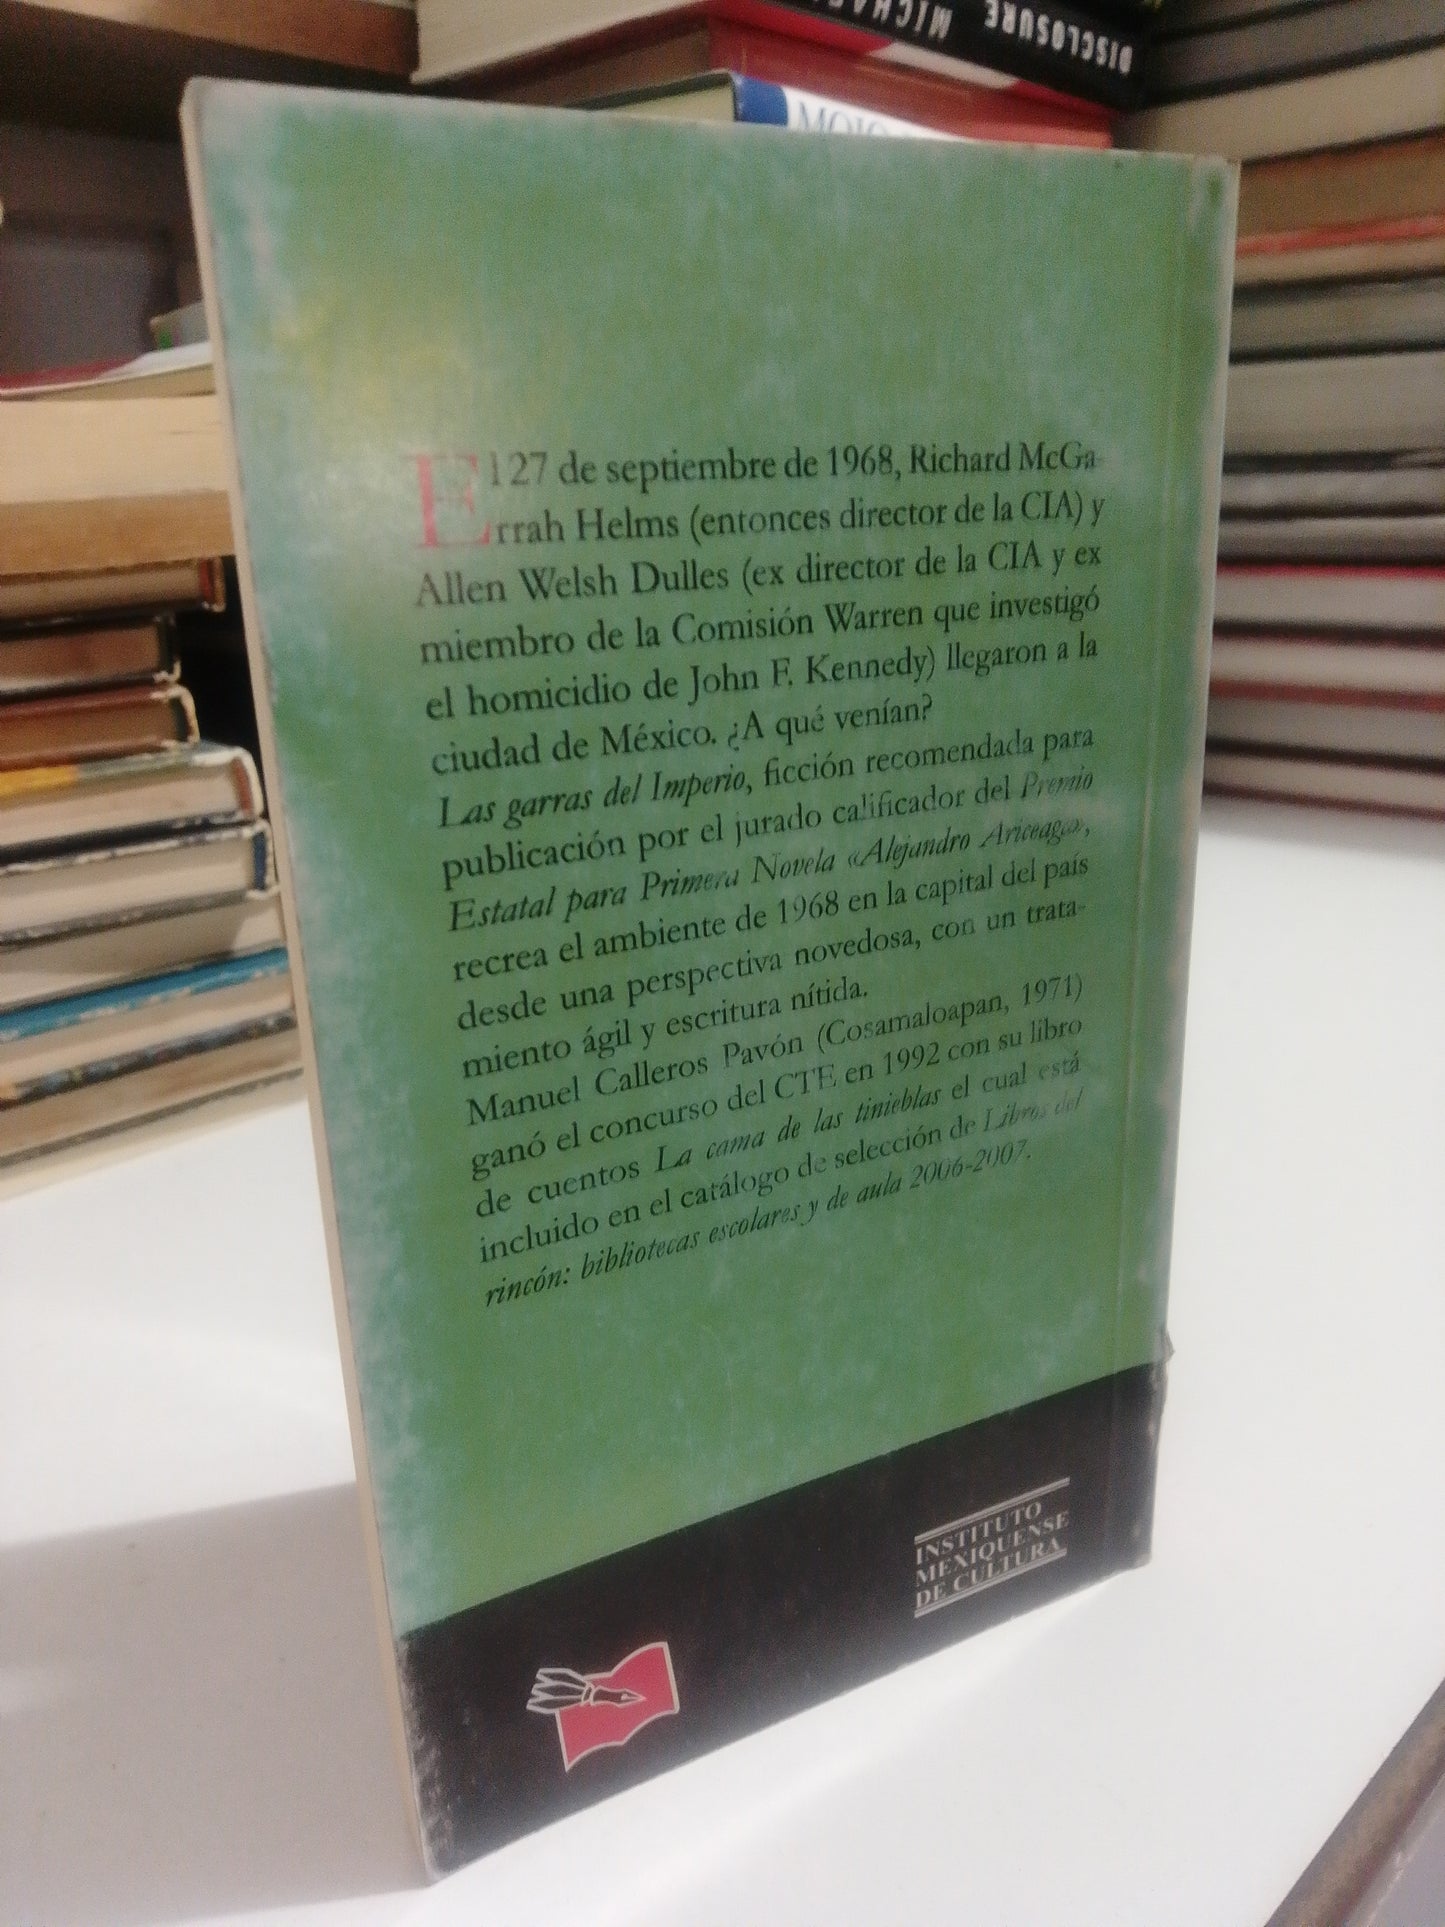 DISCLOSURE MICHA
MOJO
El 27 de septiembre de 1968, Richard McGa-
rrah Helms (entonces director de la CIA) y
Allen Welsh Dulles (ex director de la CIA y ex
miembro de la Comisión Warren que investigó
el homicidio de John F. Kennedy) llegaron a la
ciudad de México. ¿A qué venían?
Las garras del Imperio, ficción recomendada para
publicación por el jurado calificador del Premio
Estatal para Primera Novela «Alejandro Ariceaga»,
recrea el ambiente de 1968 en la capital del país
desde una perspectiva novedosa, con un trata-
miento ágil y escritura nítida.
Manuel Calleros Pavón (Cosamaloapan, 1971)
ganó el concurso del CTE en 1992 con su libro
de cuentos La cama de las tinieblas el cual está
incluido en el catálogo de selección de Libros del
rincón: bibliotecas escolares y de aula 2006-2007.
INSTITUTO
MEXIQUENSE
DE CULTURA